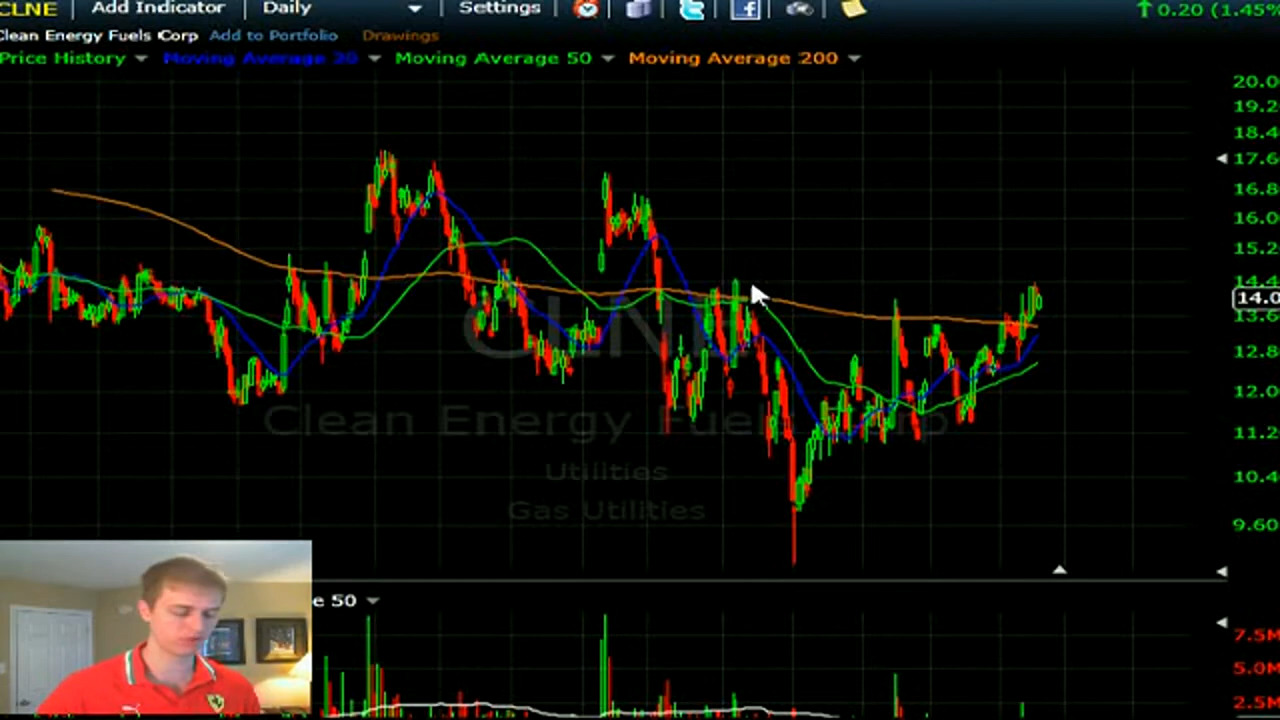 CLNE Add Indicator Daily Settings 0.20 (1.45%
Clean Energy Fuels Corp Add to Portfolio Drawings
Price History Moving Average 20 Moving Average 50 Moving Average 200
20.0
19.2
18.4
17.6
16.8
16.0
15.2
14.4
14.0
13.6
12.8
12.0
11.2
10.4
9.60
CLNE
Clean Energy Fuels Corp
Utilities
Gas Utilities
e 50
7.5M
5.0M
2.5M